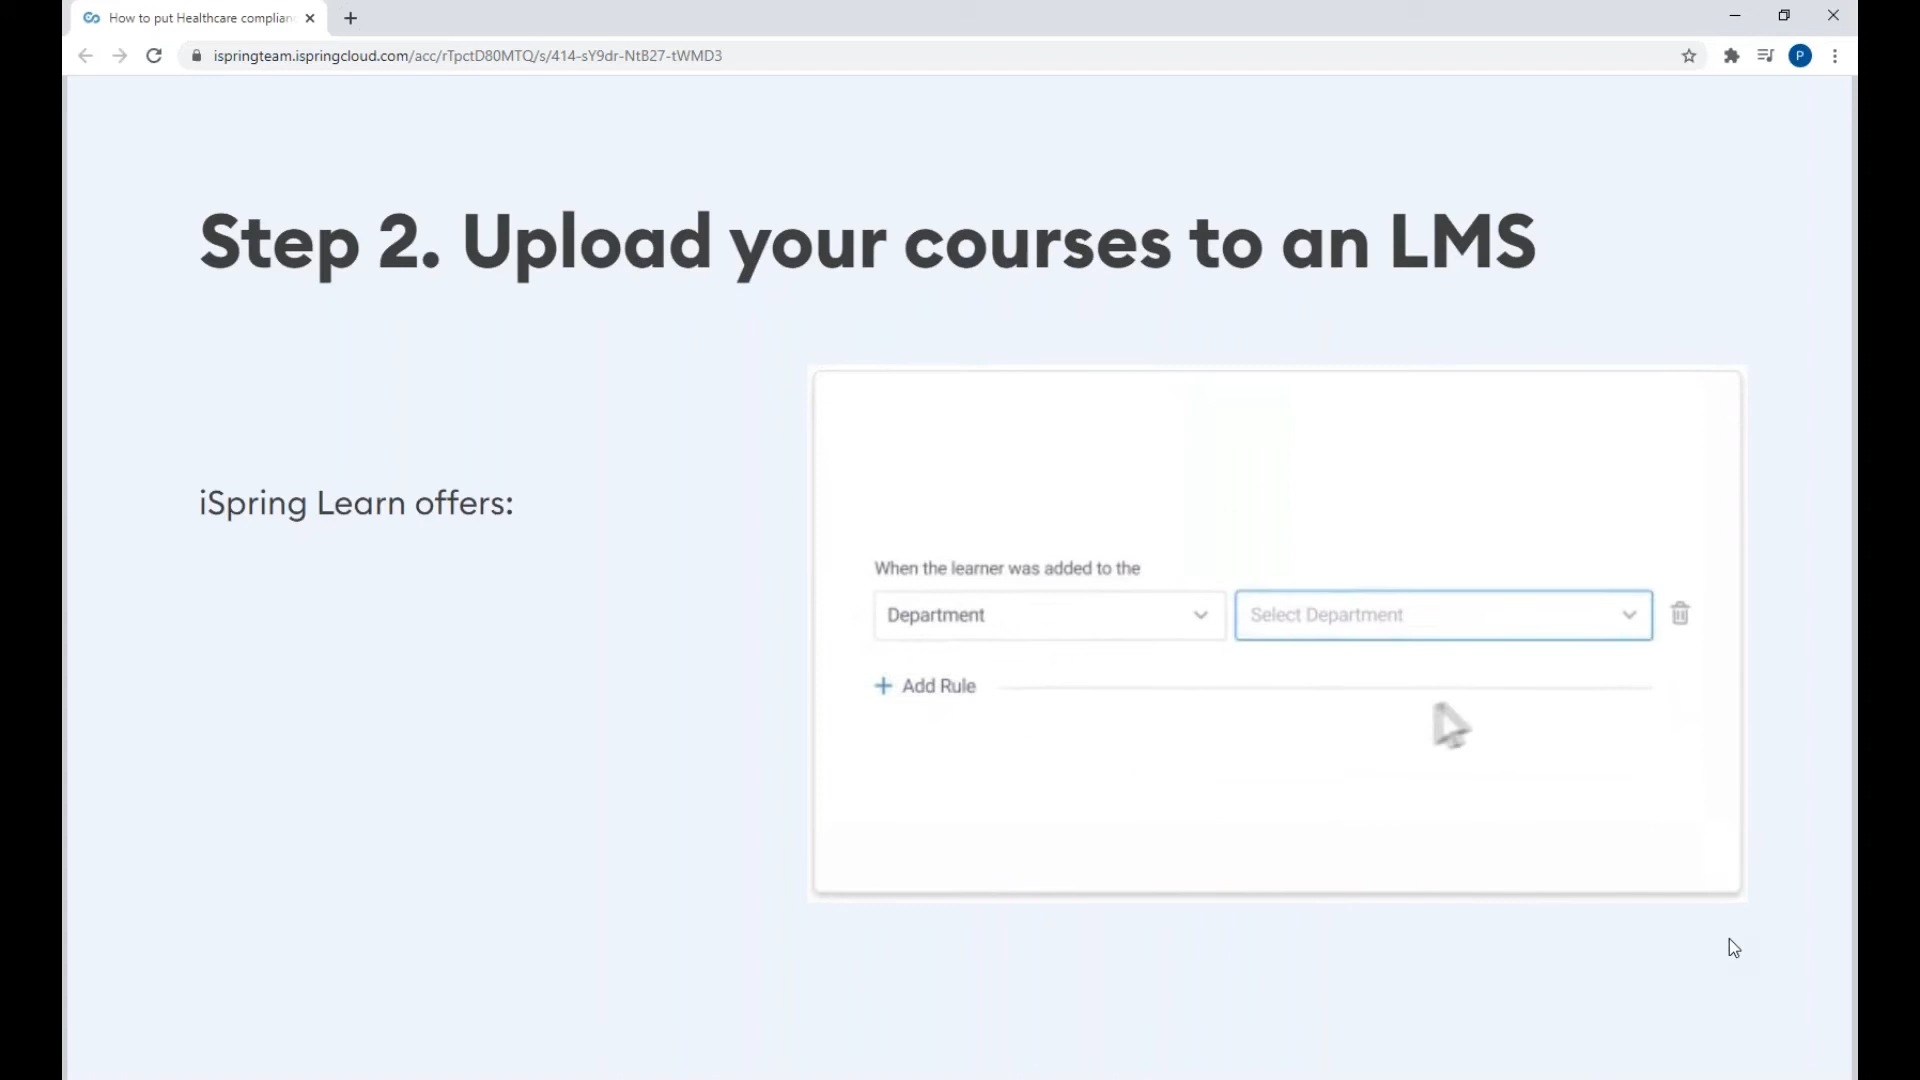 How to put Healthcare complian
ispringteam.ispringcloud.com/acc/rTpctD80MTQ/s/414-sY9dr-NtB27-tWMD3
P
Step 2. Upload your courses to an LMS
iSpring Learn offers:
When the learner was added to the
Department
Select Department
Add Rule